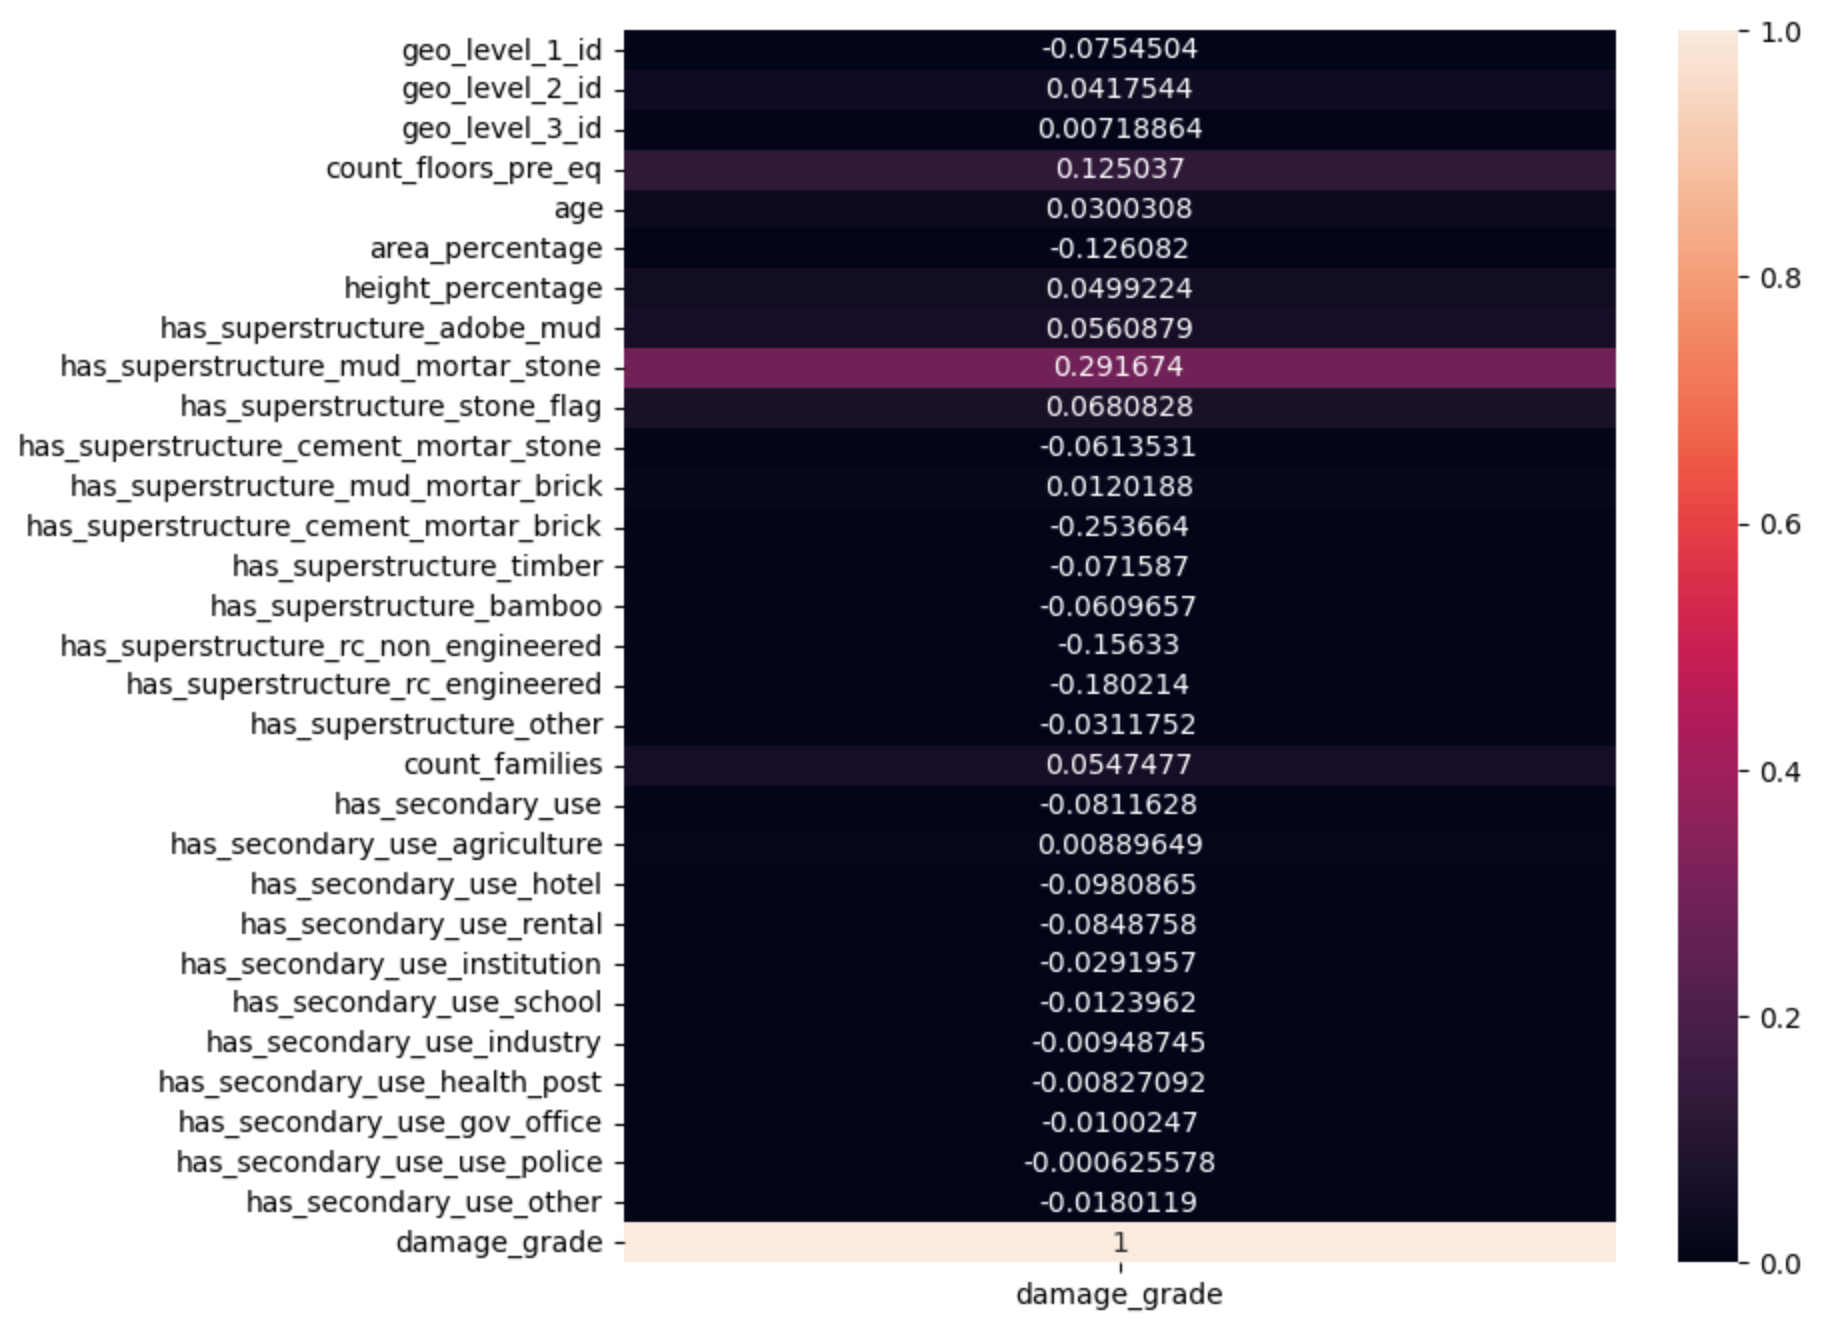 geo_level_1_id -0.0754504
geo_level_2_id 0.0417544
geo_level_3_id 0.00718864
count_floors_pre_eq 0.125037
age 0.0300308
area_percentage -0.126082
height_percentage 0.0499224
has_superstructure_adobe_mud 0.0560879
has_superstructure_mud_mortar_stone 0.291674
has_superstructure_stone_flag 0.0680828
has_superstructure_cement_mortar_stone -0.0613531
has_superstructure_mud_mortar_brick 0.0120188
has_superstructure_cement_mortar_brick -0.253664
has_superstructure_timber -0.071587
has_superstructure_bamboo -0.0609657
has_superstructure_rc_non_engineered -0.15633
has_superstructure_rc_engineered -0.180214
has_superstructure_other -0.0311752
count_families 0.0547477
has_secondary_use -0.0811628
has_secondary_use_agriculture 0.00889649
has_secondary_use_hotel -0.0980865
has_secondary_use_rental -0.0848758
has_secondary_use_institution -0.0291957
has_secondary_use_school -0.0123962
has_secondary_use_industry -0.00948745
has_secondary_use_health_post -0.00827092
has_secondary_use_gov_office -0.0100247
has_secondary_use_use_police -0.000625578
has_secondary_use_other -0.0180119
damage_grade 1
damage_grade
1.0
0.8
0.6
0.4
0.2
0.0